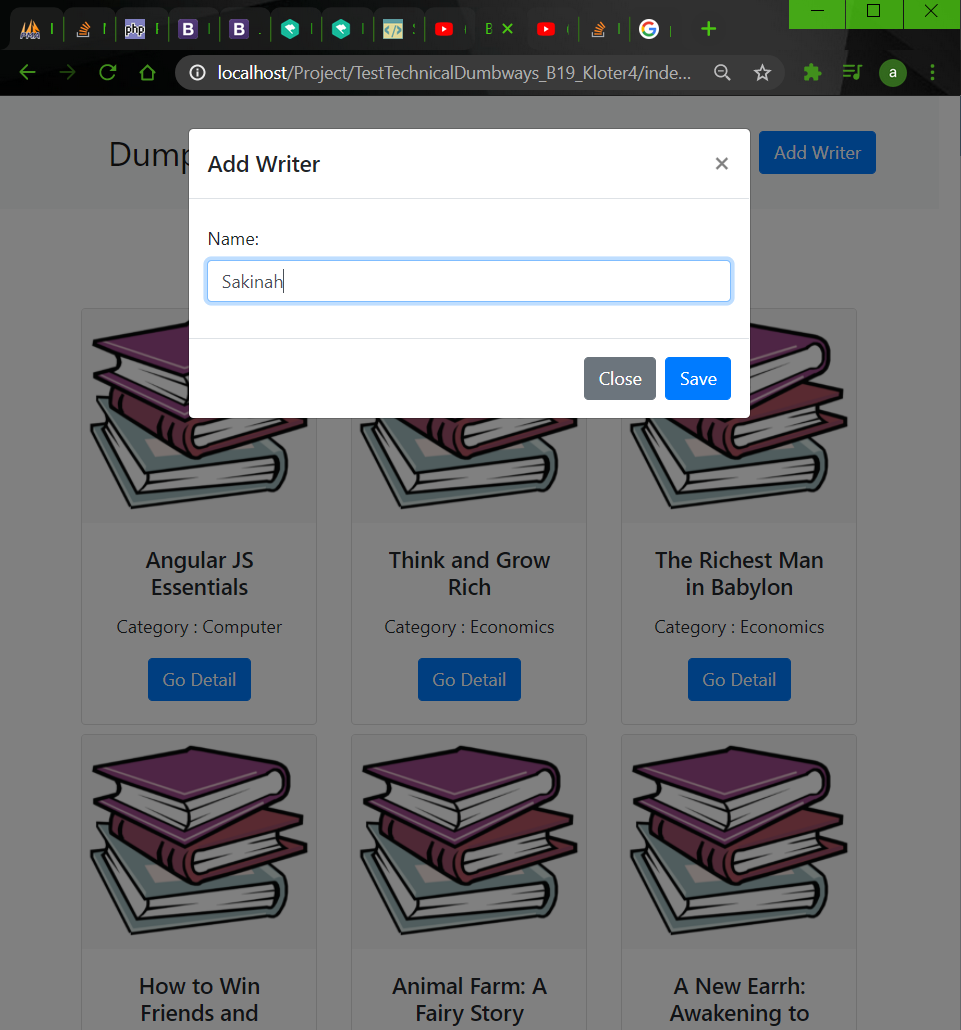 PMA
php
B
B
B
localhost/Project/TestTechnicalDumbways_B19_Kloter4/inde...
a
Dump
Add Writer
Add Writer
×
Name:
Sakinah
Close
Save
Angular JS
Essentials
Think and Grow
Rich
The Richest Man
in Babylon
Category : Computer
Category : Economics
Category : Economics
Go Detail
Go Detail
Go Detail
How to Win
Friends and
Animal Farm: A
Fairy Story
A New Earrh:
Awakening to